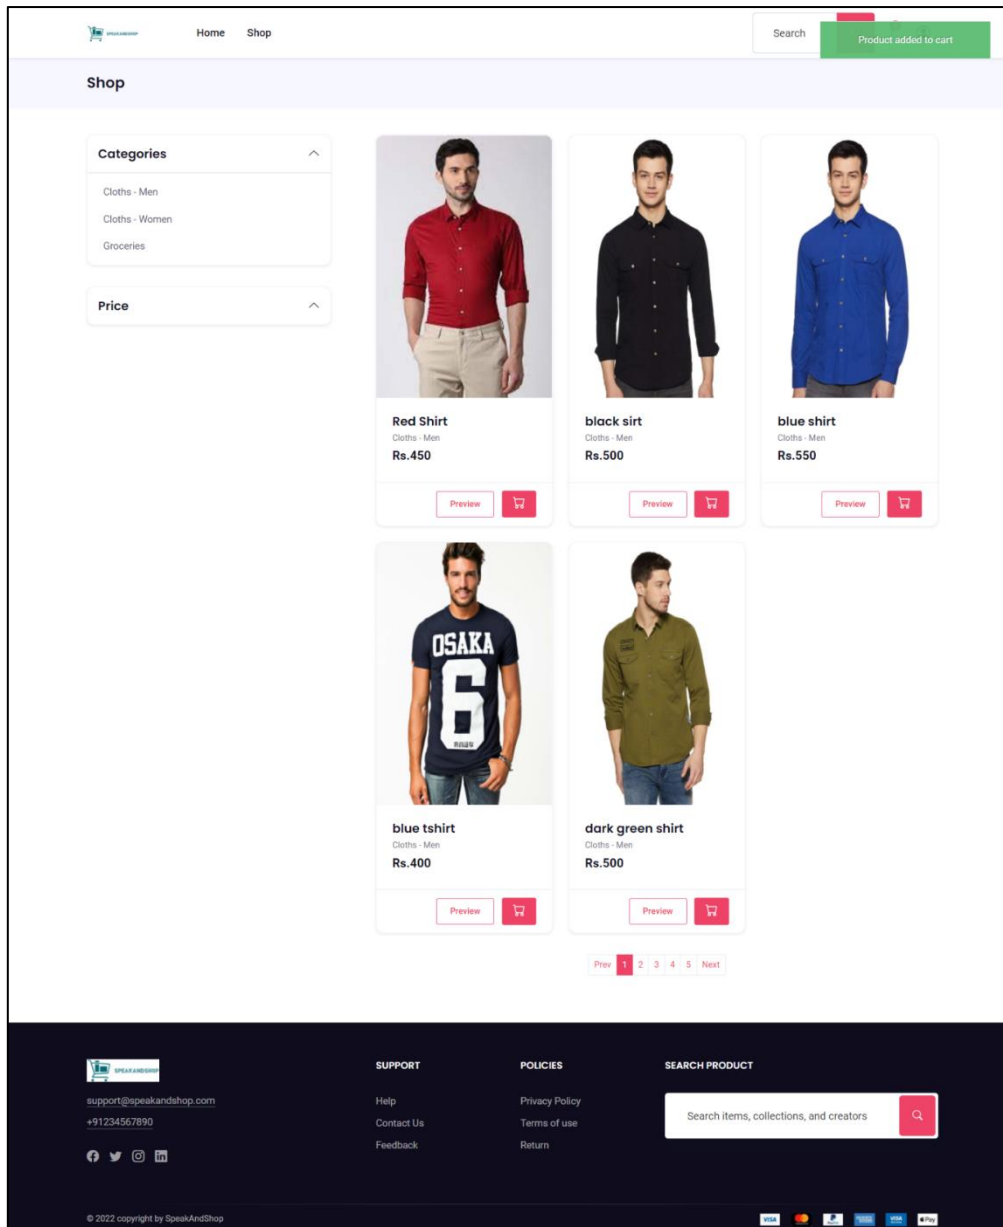 SPEAKANDSHOP
Home Shop
Search
Product added to cart
Shop
Categories
Cloths - Men
Cloths - Women
Groceries
Price
Red Shirt
Cloths - Men
Rs.450
Preview
black sirt
Cloths - Men
Rs.500
Preview
blue shirt
Cloths - Men
Rs.550
Preview
OSAKA
6
blue tshirt
Cloths - Men
Rs.400
Preview
dark green shirt
Cloths - Men
Rs.500
Preview
Prev 1 2 3 4 5 Next
SPEAKANDSHOP
support@speakandshop.com
+91234567890
SUPPORT
Help
Contact Us
Feedback
POLICIES
Privacy Policy
Terms of use
Return
SEARCH PRODUCT
Search items, collections, and creators
© 2022 copyright by SpeakAndShop
VISA
VISA
Pay